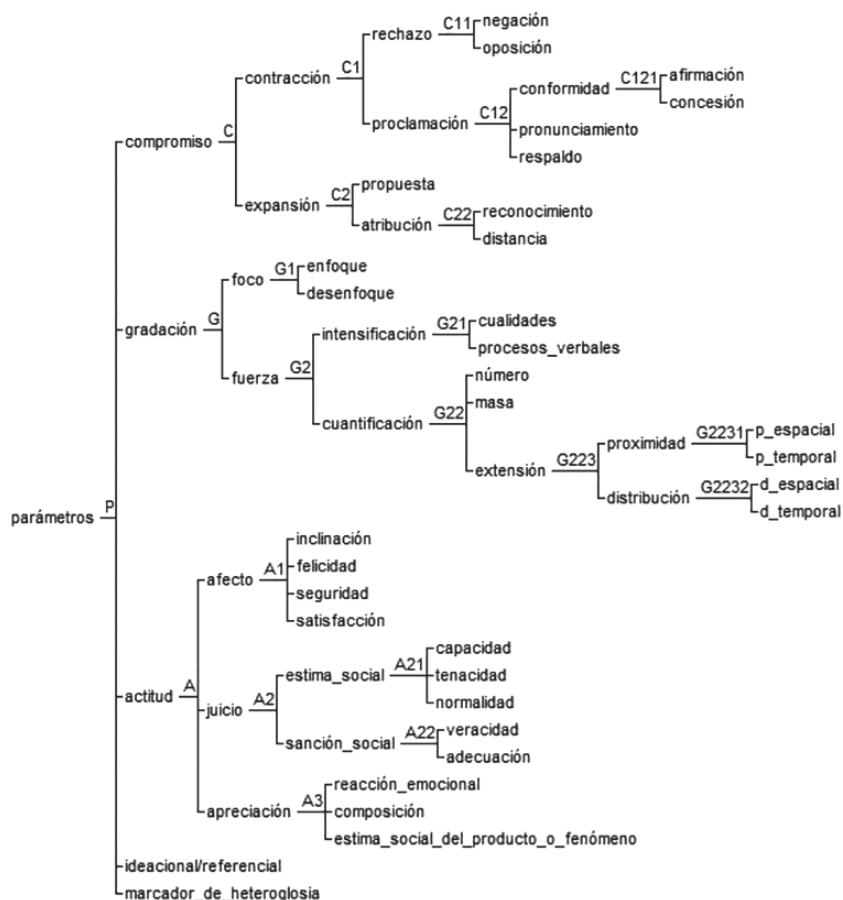 negación
rechazo C11
oposición
C1
contracción
afirmación
conformidad C121
concesión
proclamación C12
pronunciamiento
respaldo
compromiso C
propuesta
expansión C2
reconocimiento
atribución C22
distancia
enfoque
foco G1
desenfoque
gradación G
cualidades
intensificación G21
procesos_verbales
fuerza G2
número
masa
cuantificación G22
p_espacial
proximidad G2231
p_temporal
extensión G223
d_espacial
distribución G2232
d_temporal
parámetros P
inclinación
felicidad
afecto A1
seguridad
satisfacción
capacidad
estima_social A21
tenacidad
normalidad
actitud A
juicio A2
veracidad
sanción_social A22
adecuación
reacción_emocional
apreciación A3
composición
estima_social_del_producto_o_fenómeno
ideacional/referencial
marcador_de_heteroglosia